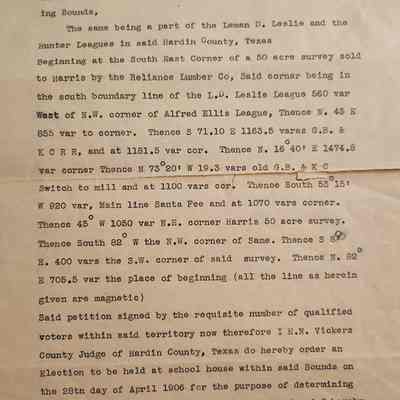 ing Bounds,
The same being a part of the Leman D. Leslie and the
Hunter Leagues in said Hardin County, Texas
Beginning at the South East Corner of a 50 acre survey sold
to Harris by the Reliance Lumber Co, Said corner being in
the south boundary line of the L.D. Leslie League 560 var
West of N.W. corner of Alfred Ellis League, Thence N. 45 E
855 var to corner. Thence S 71.10 E 1163.5 varas G.B. &
K C R R, and at 1181.5 var cor. Thence N. 16°40' E 1474.8
var corner Thence N 73°20' W 19.3 vars old G.B. & K C
Switch to mill and at 1100 vars cor. Thence South 53°15'
W 920 var, Main line Santa Fee and at 1070 vars corner.
Thence 45° W 1050 var N.E. corner Harris 50 acre survey.
Thence South 82° W the N.W. corner of Same. Thence S
E. 400 vars the S.W. corner of said survey. Thence N. 82°
E 705.5 var the place of beginning (all the line as herein
given are magnetic)
Said petition signed by the requisite number of qualified
voters within said territory now therefore I H.N. Vickers
County Judge of Hardin County, Texas do hereby order an
Election to be held at school house within said Bounds on
the 28th day of April 1906 for the purpose of determining